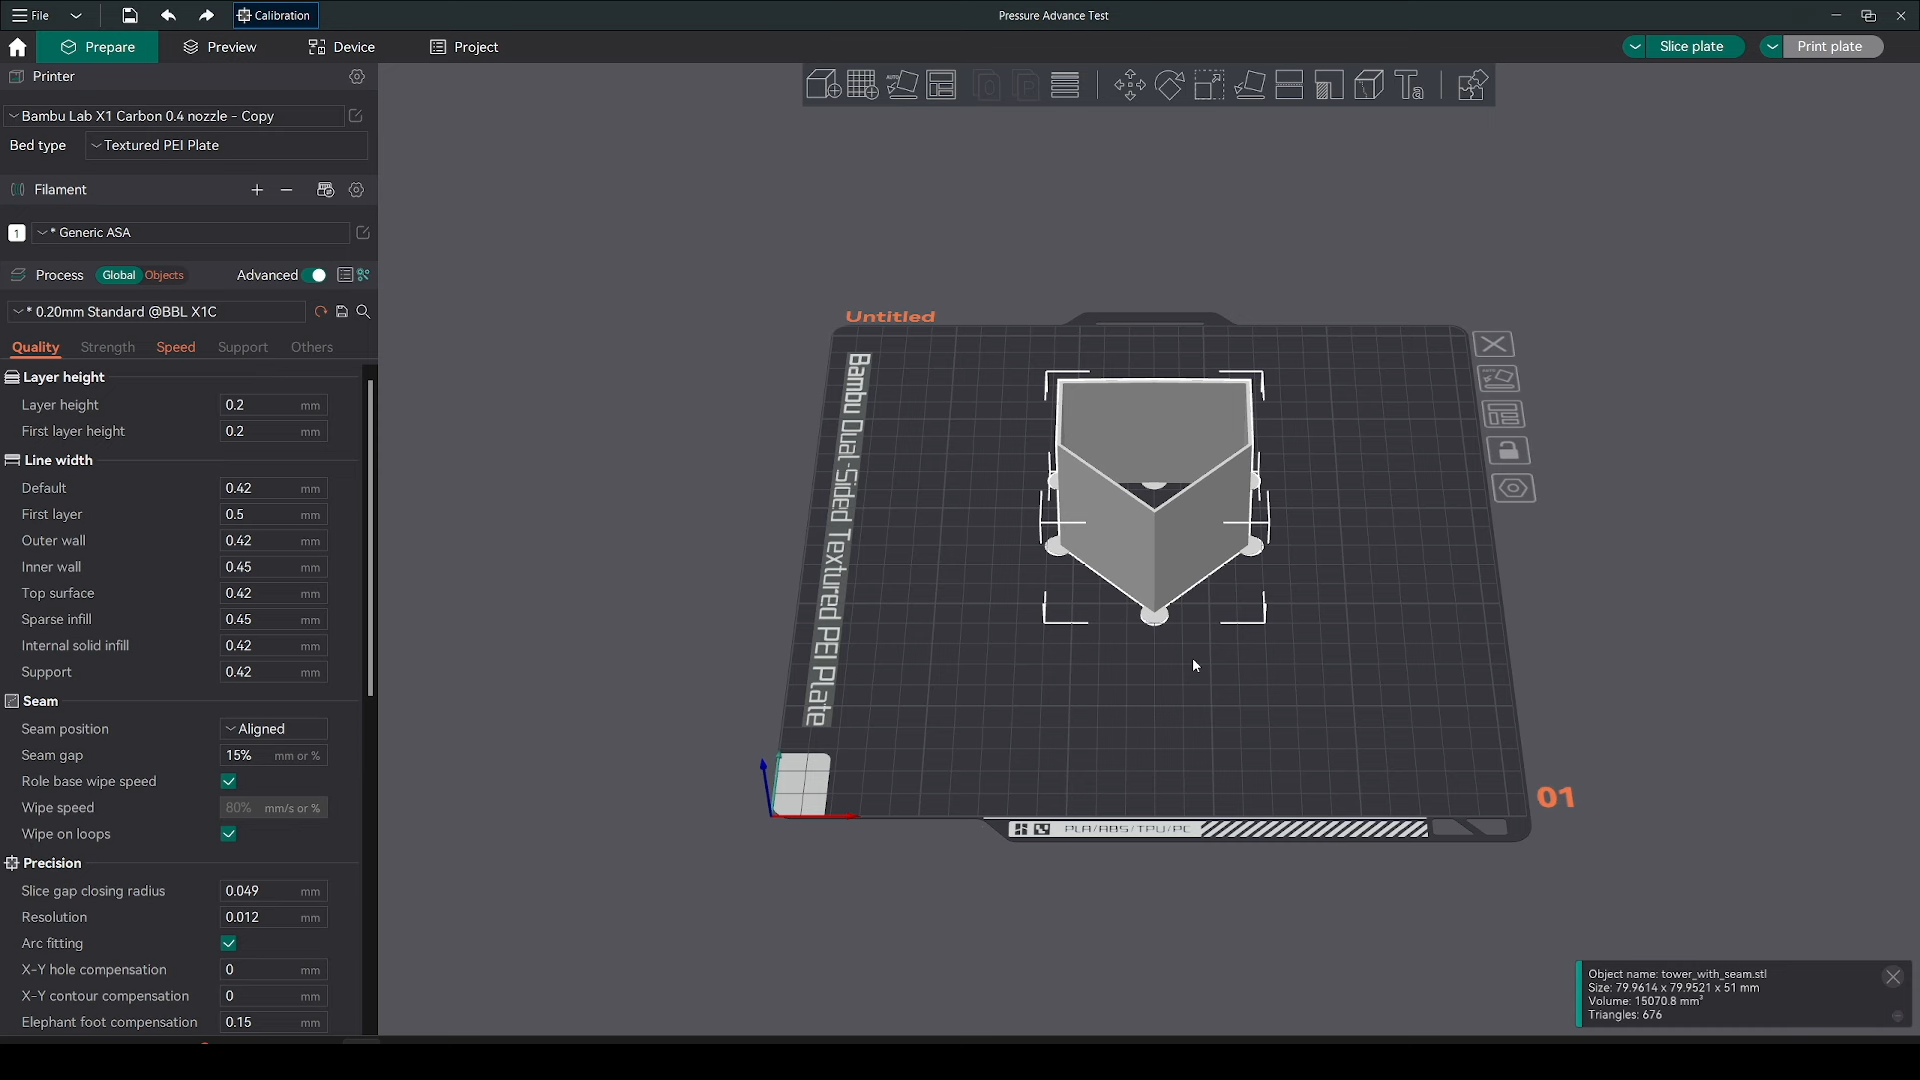 File
Calibration
Pressure Advance Test
Prepare
Preview
Device
Project
Slice plate
Print plate
Printer
Bambu Lab X1 Carbon 0.4 nozzle - Copy
Bed type
Textured PEI Plate
Filament
1
* Generic ASA
Process
Global
Objects
Advanced
* 0.20mm Standard @BBL X1C
Quality
Strength
Speed
Support
Others
Layer height
Layer height 0.2 mm
First layer height 0.2 mm
Line width
Default 0.42 mm
First layer 0.5 mm
Outer wall 0.42 mm
Inner wall 0.45 mm
Top surface 0.42 mm
Sparse infill 0.45 mm
Internal solid infill 0.42 mm
Support 0.42 mm
Seam
Seam position Aligned
Seam gap 15% mm or %
Role base wipe speed
Wipe speed 80% mm/s or %
Wipe on loops
Precision
Slice gap closing radius 0.049 mm
Resolution 0.012 mm
Arc fitting
X-Y hole compensation 0 mm
X-Y contour compensation 0 mm
Elephant foot compensation 0.15 mm
AUTO
O
P
Ta
Untitled
Bambu Dual-Sided Textured PEI Plate
AUTO
01
PLA/ABS/TPU/PC
Object name: tower_with_seam.stl
Size: 79.9614 x 79.9521 x 51 mm
Volume: 15070.8 mm³
Triangles: 676